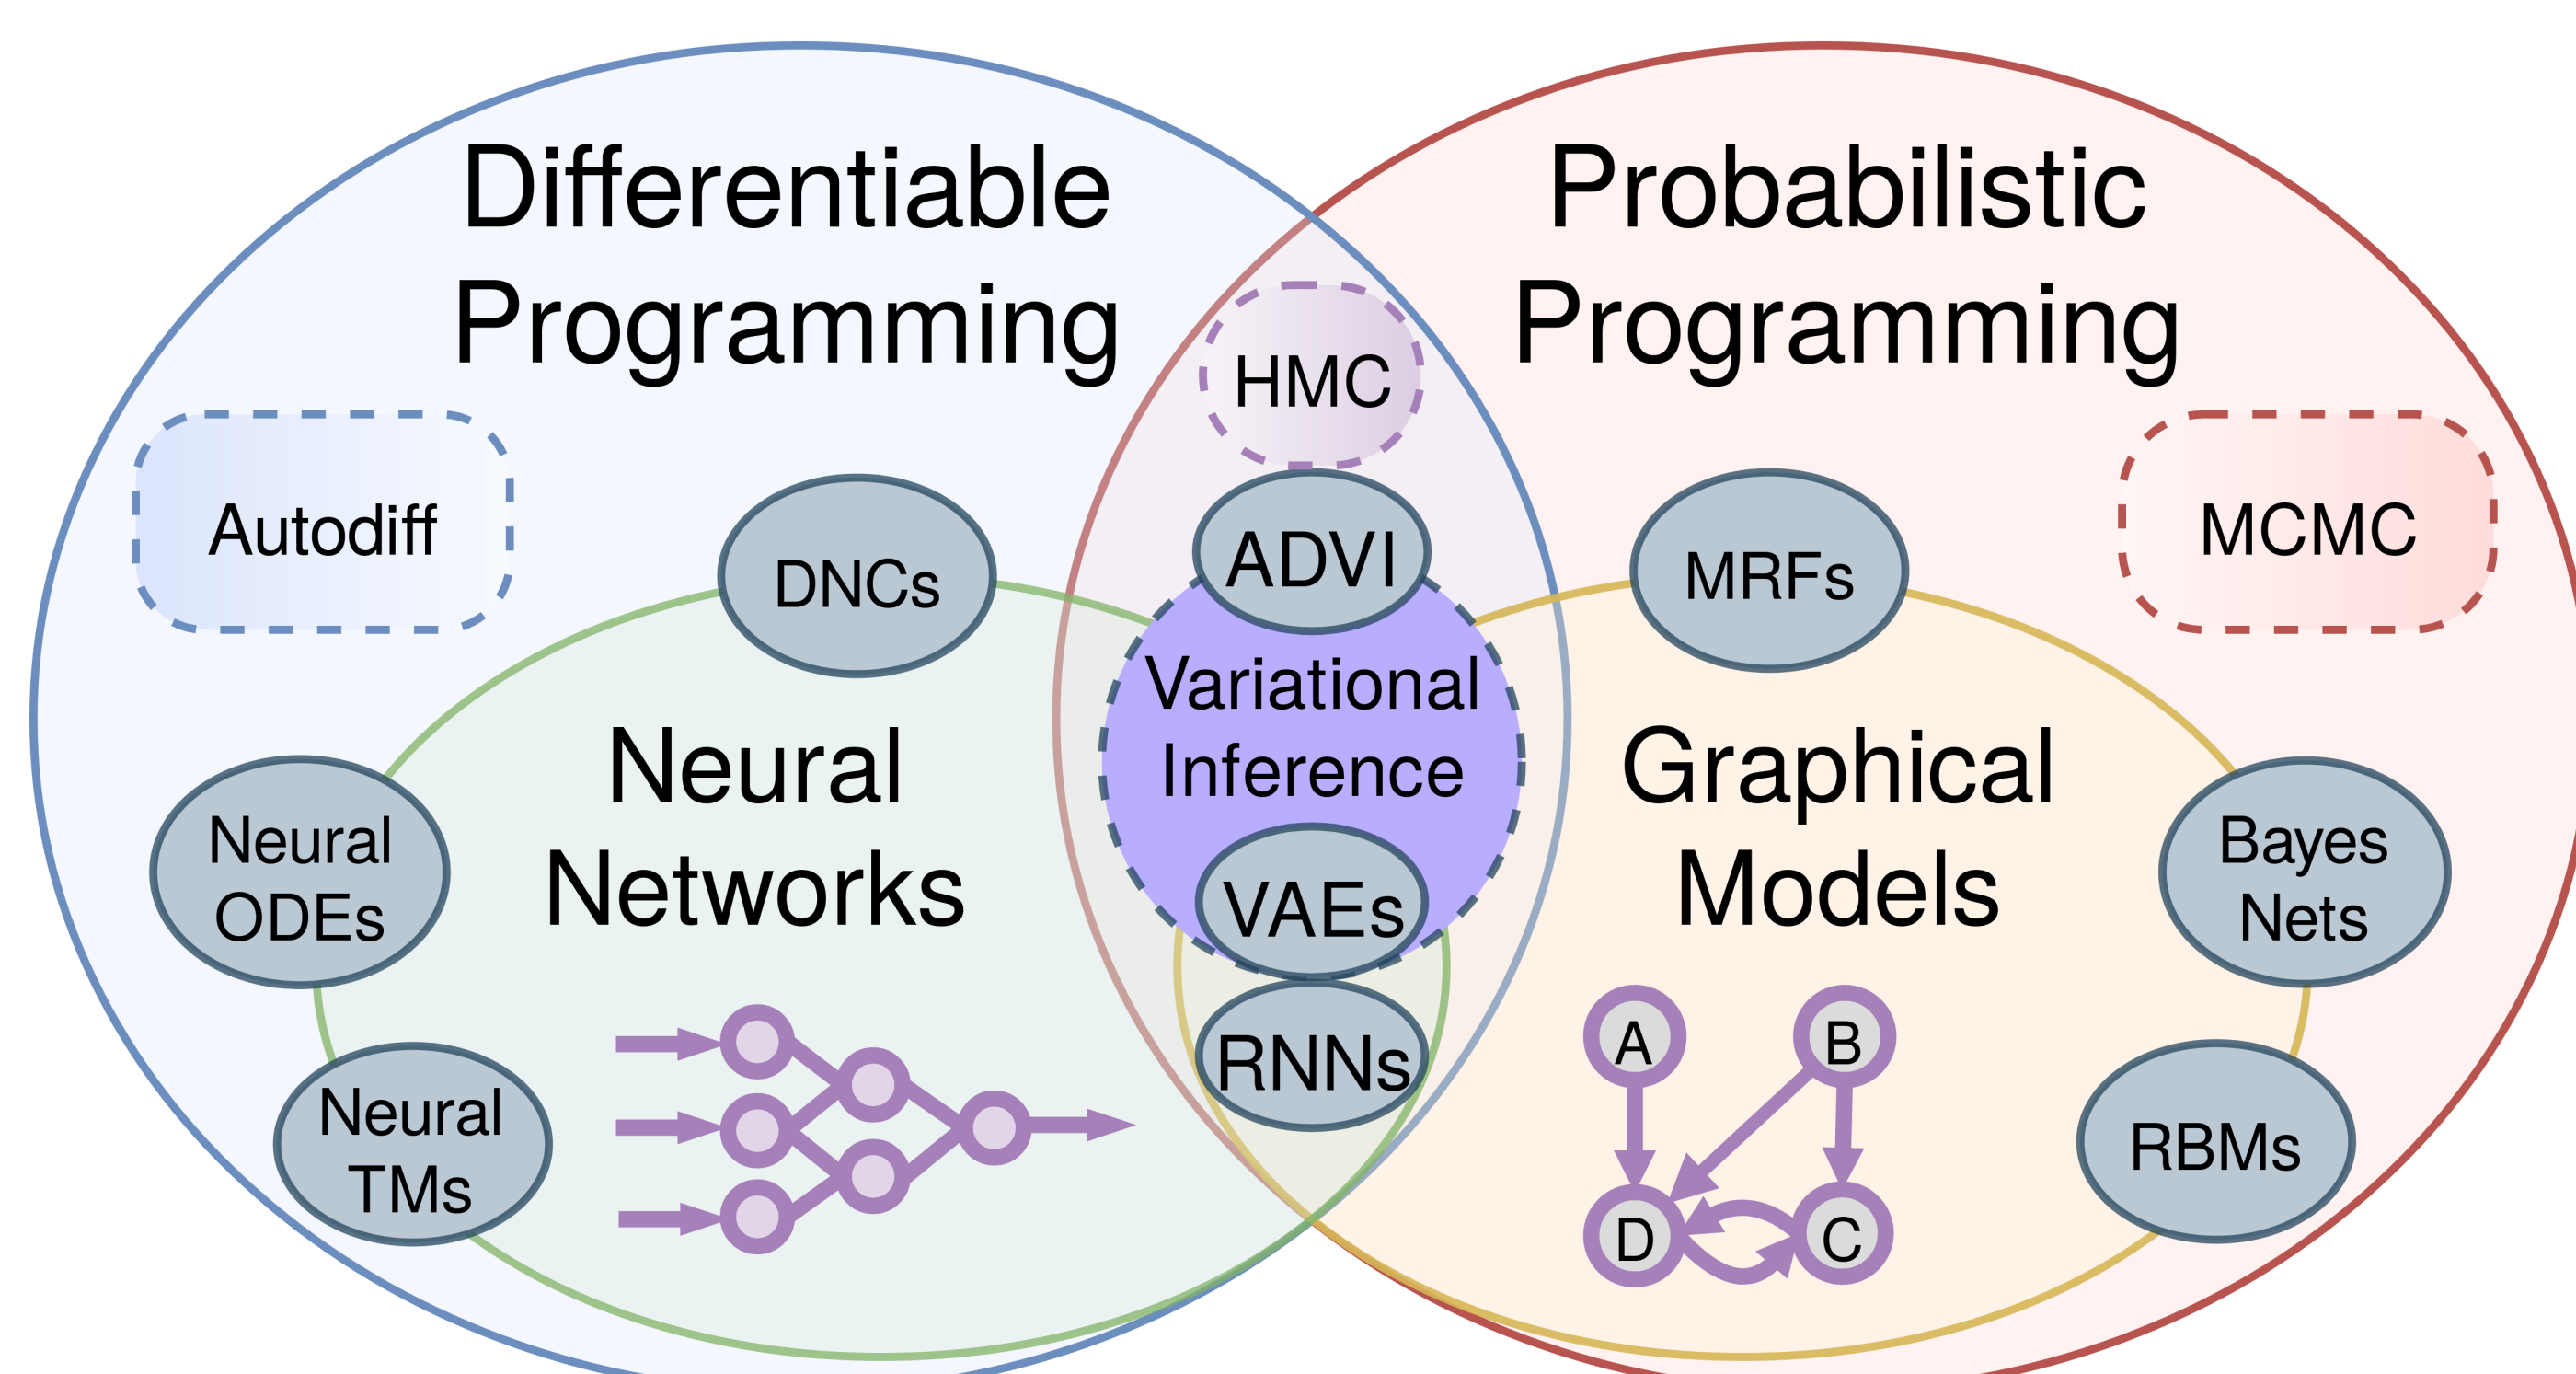 Differentiable
Programming
Probabilistic
Programming
HMC
Autodiff
MCMC
DNCs
ADVI
MRFs
Variational
Inference
Neural
Networks
Graphical
Models
Neural
ODEs
VAEs
Bayes
Nets
RNNs
A
B
Neural
TMs
RBMs
D
C